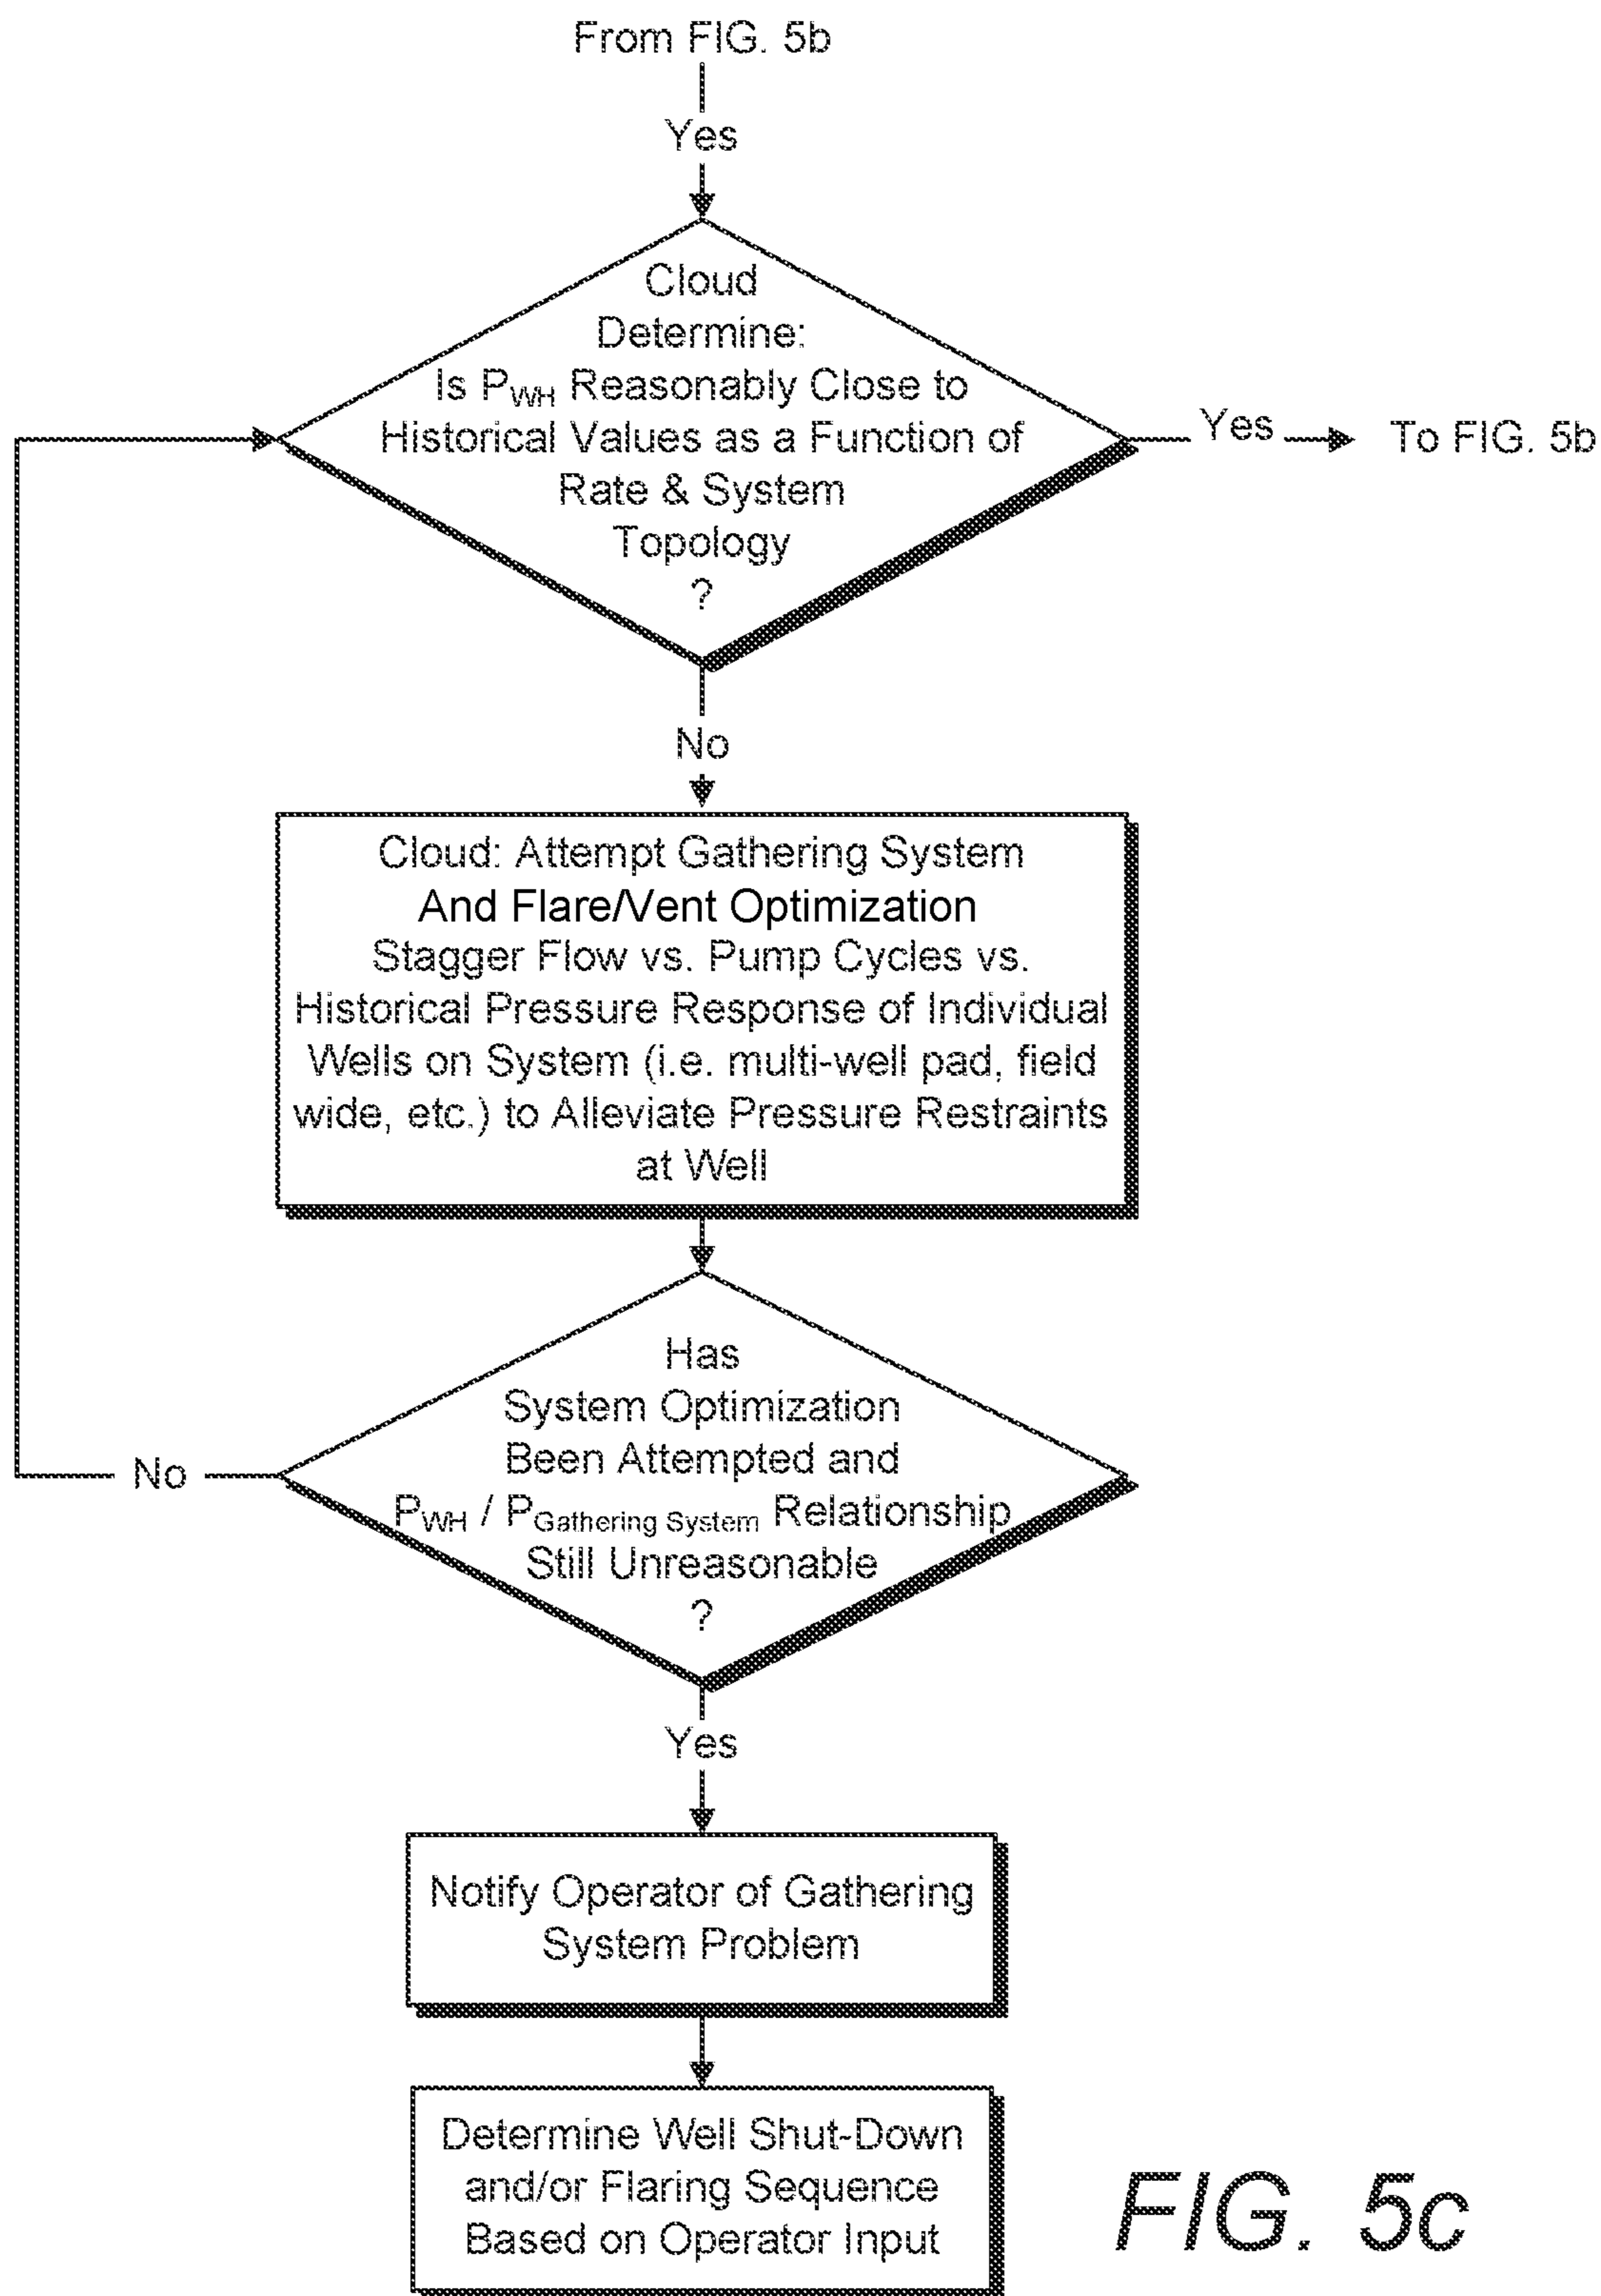 From FIG. 5b
Yes
Cloud
Determine:
Is P_WH Reasonably Close to
Historical Values as a Function of
Rate & System
Topology
?
Yes
To FIG. 5b
No
Cloud: Attempt Gathering System
And Flare/Vent Optimization
Stagger Flow vs. Pump Cycles vs.
Historical Pressure Response of Individual
Wells on System (i.e. multi-well pad, field
wide, etc.) to Alleviate Pressure Restraints
at Well
Has
System Optimization
Been Attempted and
P_WH / P_Gathering System Relationship
Still Unreasonable
?
No
Yes
Notify Operator of Gathering
System Problem
Determine Well Shut-Down
and/or Flaring Sequence
Based on Operator Input
FIG. 5c